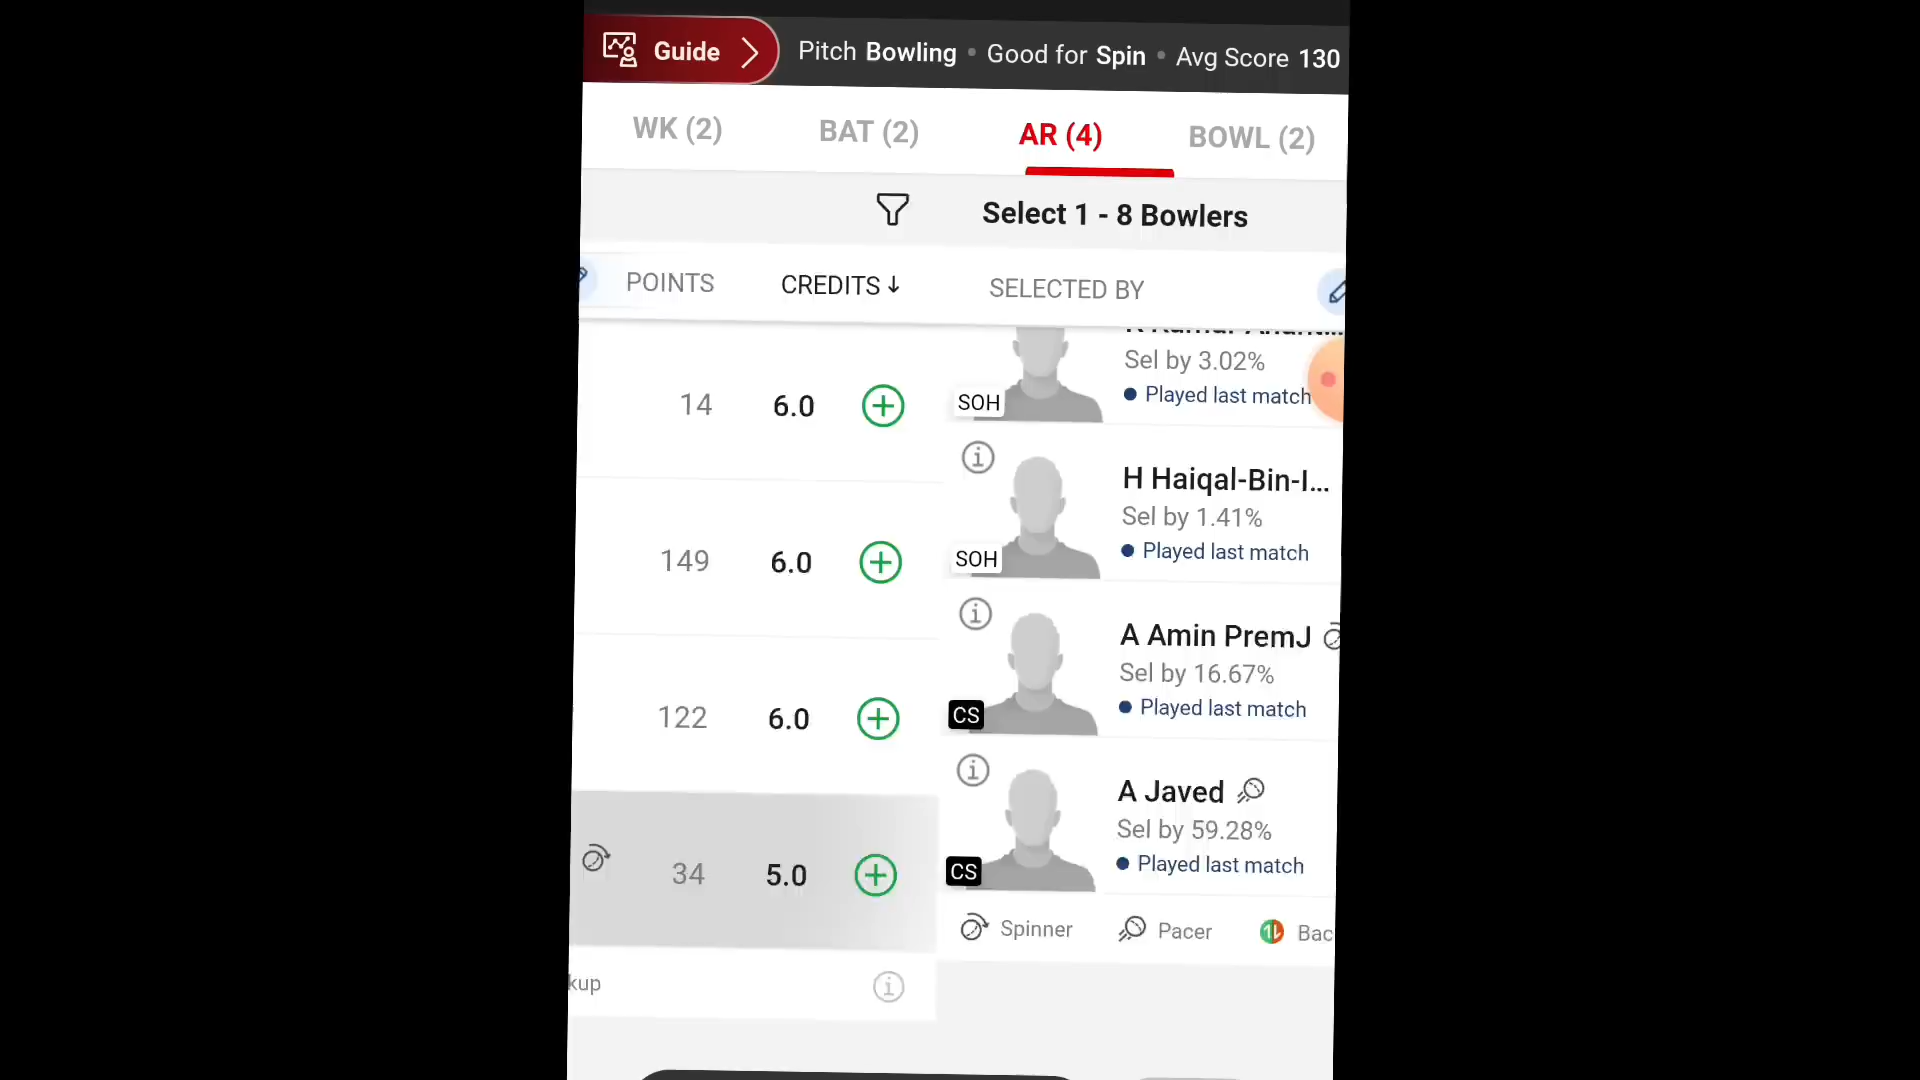 Guide
Pitch Bowling • Good for Spin • Avg Score 130
WK (2)
BAT (2)
AR (4)
BOWL (2)
Select 1 - 8 Bowlers
POINTS
CREDITS↓
SELECTED BY
14
6.0
Sel by 3.02%
Played last match
SOH
149
6.0
H Haiqal-Bin-I...
Sel by 1.41%
Played last match
SOH
122
6.0
A Amin PremJ
Sel by 16.67%
Played last match
CS
34
5.0
A Javed
Sel by 59.28%
Played last match
CS
Spinner
Pacer
Bac
kup